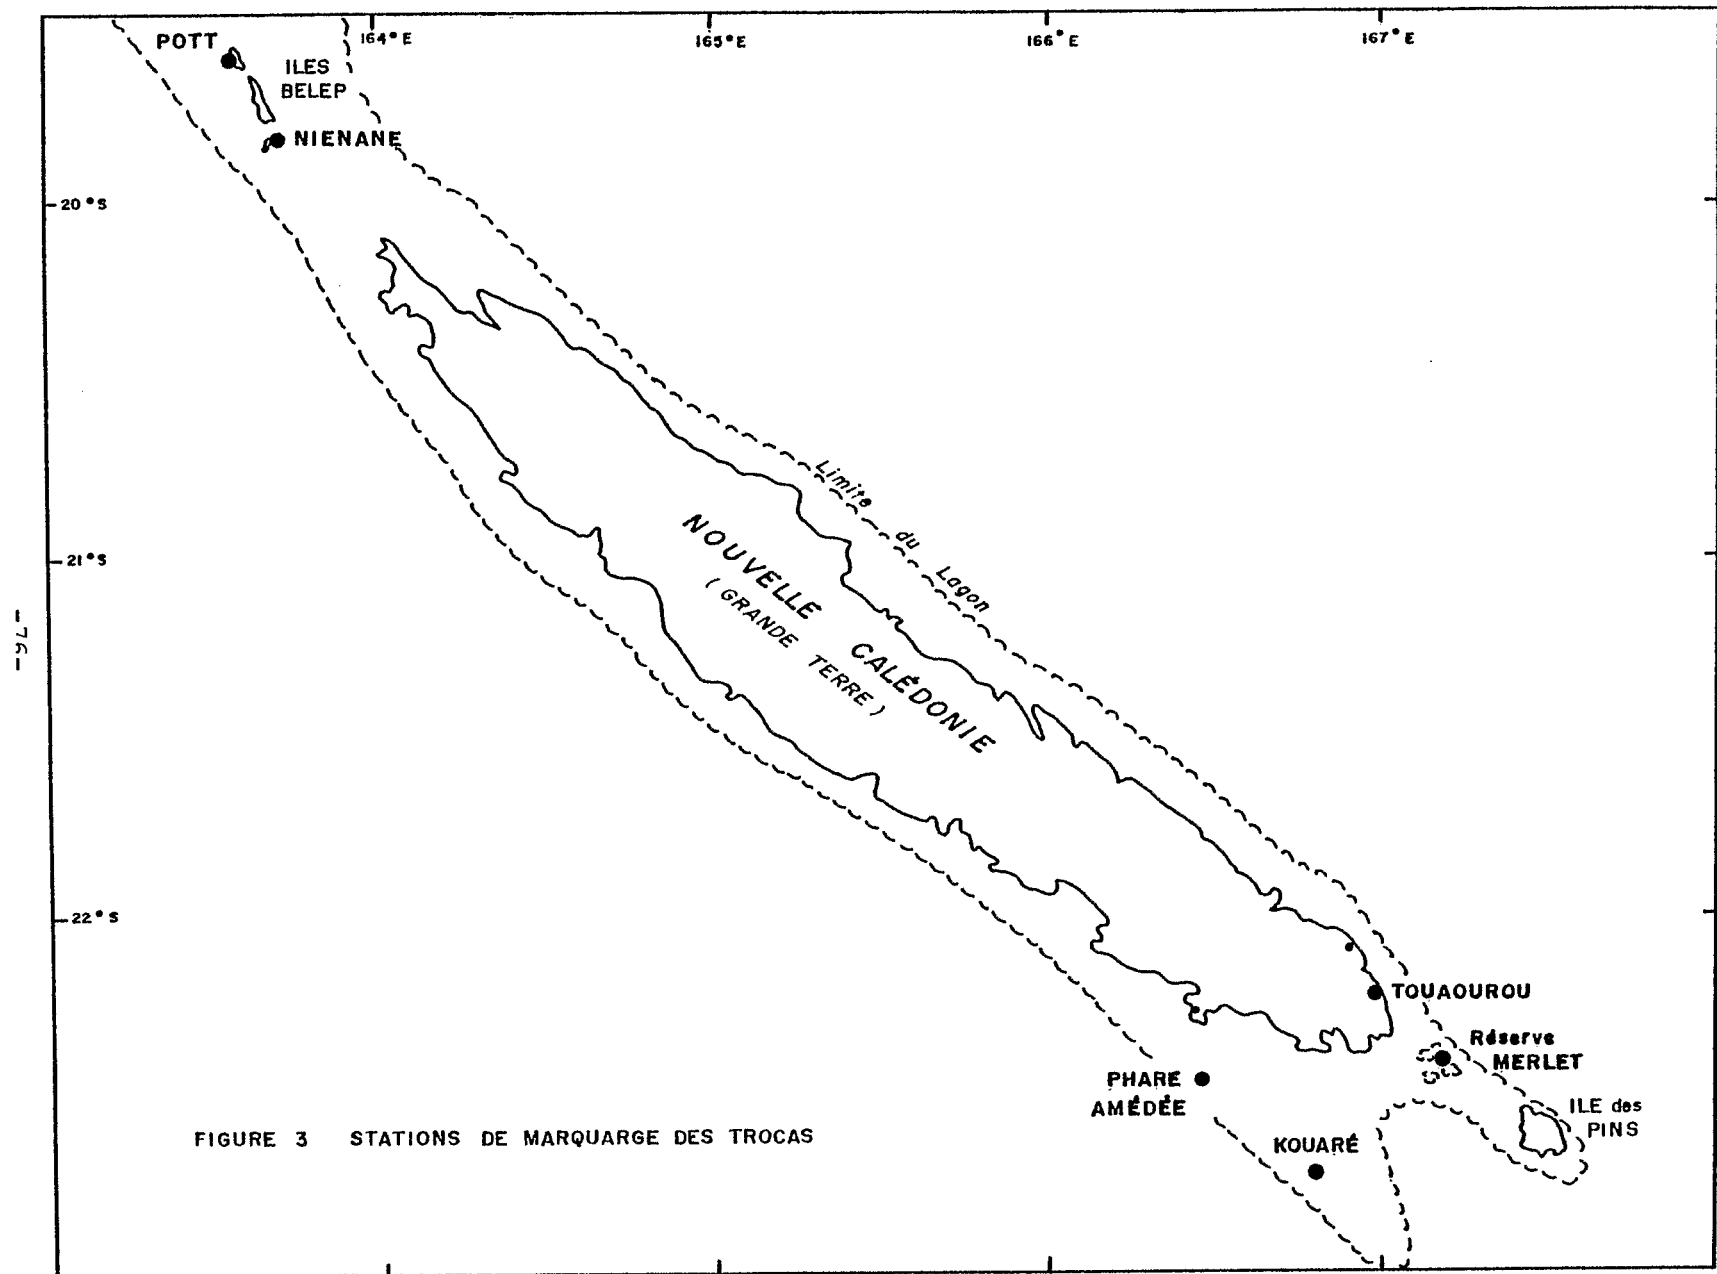 164°E
165°E
166°E
167°E
POTT
ILES
BELEP
NIENANE
20°S
Limite du Lagon
21°S
NOUVELLE CALÉDONIE
(GRANDE TERRE)
-76-
22°S
TOUAOUROU
Réserve
MERLET
PHARE
AMÉDÉE
ILE des
PINS
KOUARÉ
FIGURE 3 STATIONS DE MARQUARGE DES TROCAS